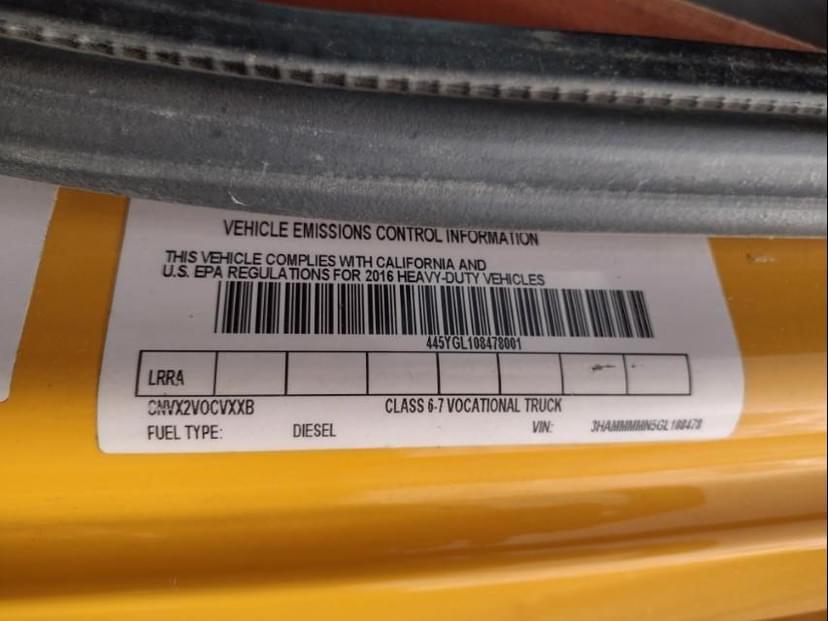 VEHICLE EMISSIONS CONTROL INFORMATION
THIS VEHICLE COMPLIES WITH CALIFORNIA AND
U.S. EPA REGULATIONS FOR 2016 HEAVY-DUTY VEHICLES
445YGL108478001
LRRA
CNVX2VOCVXXB CLASS 6-7 VOCATIONAL TRUCK
FUEL TYPE: DIESEL VIN: 3HAMMMMN5GL108478